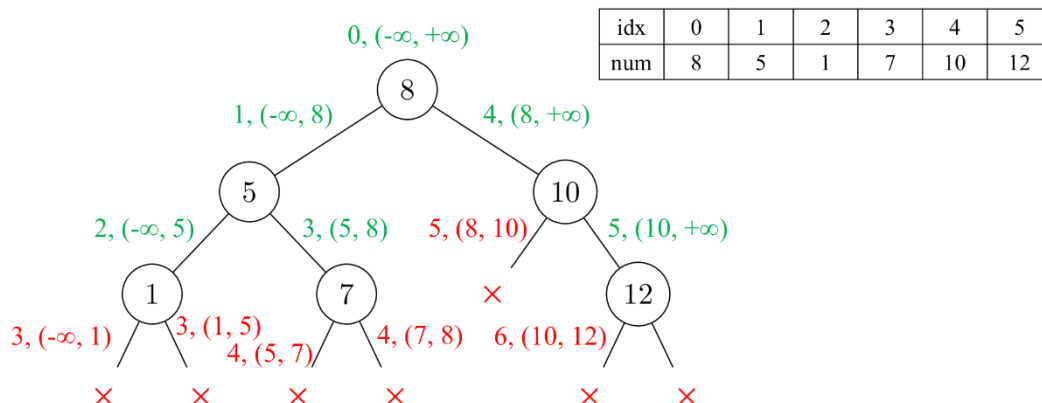 0, (-∞, +∞)
idx 0 1 2 3 4 5
num 8 5 1 7 10 12
8
1, (-∞, 8)
4, (8, +∞)
5
10
2, (-∞, 5)
3, (5, 8)
5, (8, 10)
5, (10, +∞)
1
7
×
12
3, (-∞, 1)
3, (1, 5)
4, (5, 7)
4, (7, 8)
6, (10, 12)
× × × × × ×